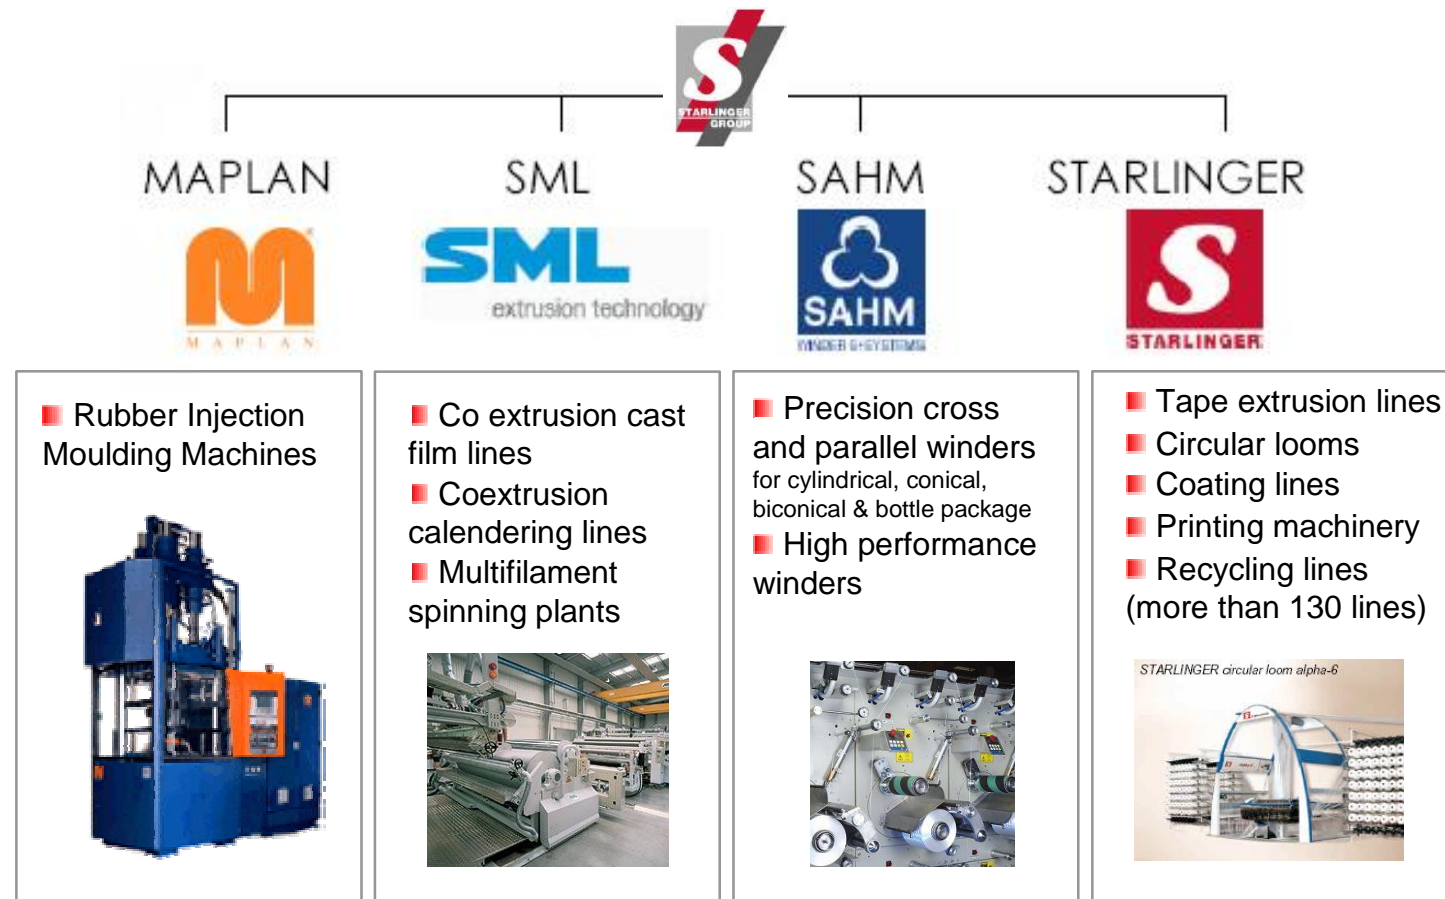 S
STARLINGER
GROUP
MAPLAN
SML
SAHM
STARLINGER
M
MAPLAN
SML
extrusion technology
SAHM
WINDER S+SYSTEMS
S
STARLINGER
Rubber Injection
Moulding Machines
Co extrusion cast
film lines
Coextrusion
calendering lines
Multifilament
spinning plants
Precision cross
and parallel winders
for cylindrical, conical,
biconical & bottle package
High performance
winders
Tape extrusion lines
Circular looms
Coating lines
Printing machinery
Recycling lines
(more than 130 lines)
STARLINGER circular loom alpha-6